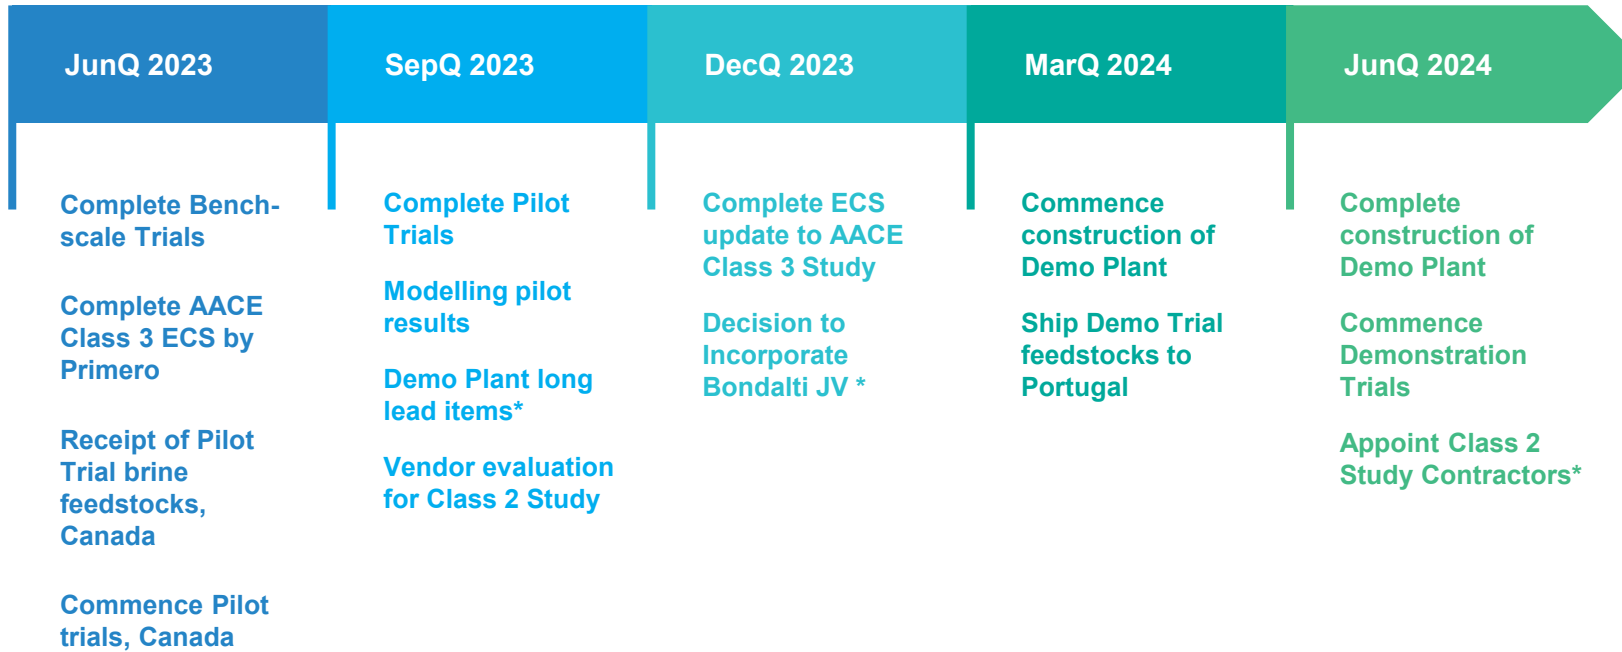 JunQ 2023
SepQ 2023
DecQ 2023
MarQ 2024
JunQ 2024
Complete Bench-
scale Trials
Complete AACE
Class 3 ECS by
Primero
Receipt of Pilot
Trial brine
feedstocks,
Canada
Commence Pilot
trials, Canada
Complete Pilot
Trials
Modelling pilot
results
Demo Plant long
lead items*
Vendor evaluation
for Class 2 Study
Complete ECS
update to AACE
Class 3 Study
Decision to
Incorporate
Bondalti JV *
Commence
construction of
Demo Plant
Ship Demo Trial
feedstocks to
Portugal
Complete
construction of
Demo Plant
Commence
Demonstration
Trials
Appoint Class 2
Study Contractors*